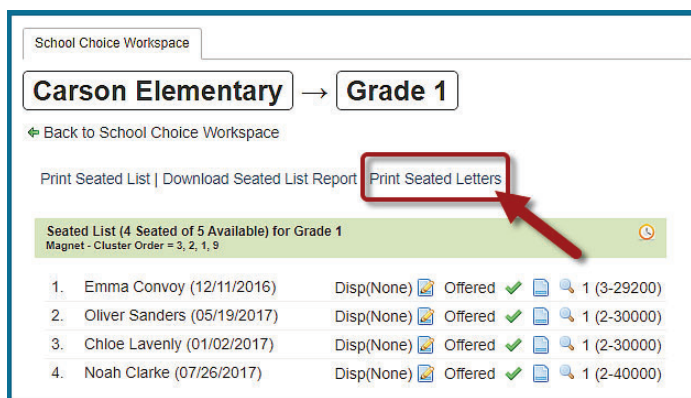 School Choice Workspace
Carson Elementary → Grade 1
Back to School Choice Workspace
Print Seated List | Download Seated List Report Print Seated Letters
Seated List (4 Seated of 5 Available) for Grade 1
Magnet - Cluster Order = 3, 2, 1, 9
1. Emma Convoy (12/11/2016) Disp(None) Offered 1 (3-29200)
2. Oliver Sanders (05/19/2017) Disp(None) Offered 1 (2-30000)
3. Chloe Lavenly (01/02/2017) Disp(None) Offered 1 (2-30000)
4. Noah Clarke (07/26/2017) Disp(None) Offered 1 (2-40000)